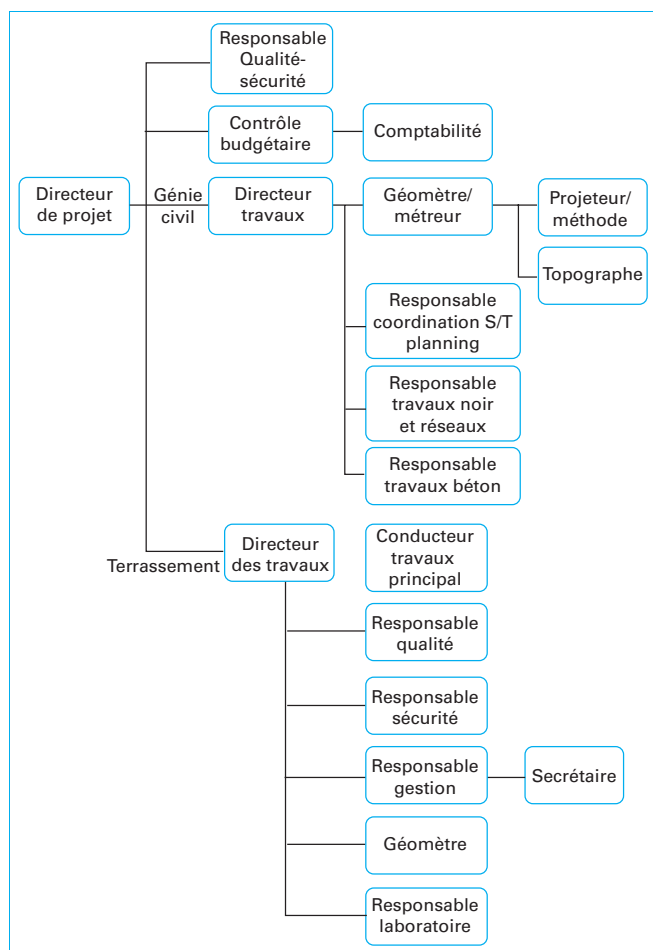 Responsable
Qualité-
sécurité
Contrôle
budgétaire
Comptabilité
Directeur
de projet
Génie
civil
Directeur
travaux
Géomètre/
métreur
Projeteur/
méthode
Topographe
Responsable
coordination S/T
planning
Responsable
travaux noir
et réseaux
Responsable
travaux béton
Terrassement
Directeur
des travaux
Conducteur
travaux
principal
Responsable
qualité
Responsable
sécurité
Responsable
gestion
Secrétaire
Géomètre
Responsable
laboratoire